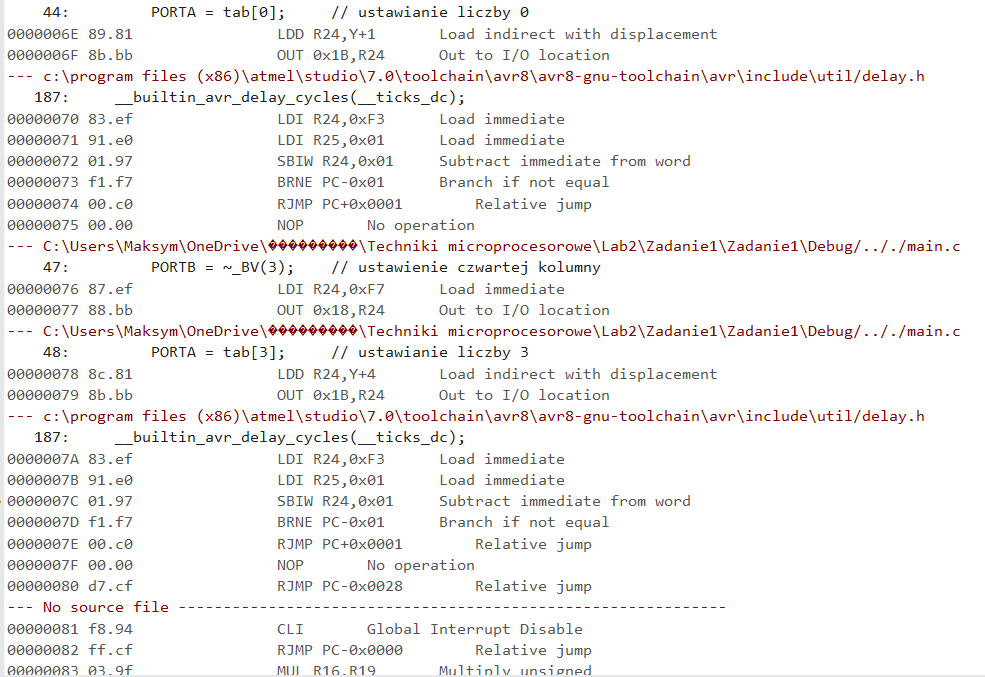 44: PORTA = tab[0]; // ustawianie liczby 0
0000006E 89.81 LDD R24,Y+1 Load indirect with displacement
0000006F 8b.bb OUT 0x1B,R24 Out to I/O location
--- c:\program files (x86)\atmel\studio\7.0\toolchain\avr8\avr8-gnu-toolchain\avr\include\util/delay.h
187: __builtin_avr_delay_cycles(__ticks_dc);
00000070 83.ef LDI R24,0xF3 Load immediate
00000071 91.e0 LDI R25,0x01 Load immediate
00000072 01.97 SBIW R24,0x01 Subtract immediate from word
00000073 f1.f7 BRNE PC-0x01 Branch if not equal
00000074 00.c0 RJMP PC+0x0001 Relative jump
00000075 00.00 NOP No operation
--- C:\Users\Maksym\OneDrive\���������\Techniki microprocesorowe\Lab2\Zadanie1\Zadanie1\Debug/.././main.c
47: PORTB = ~_BV(3); // ustawienie czwartej kolumny
00000076 87.ef LDI R24,0xF7 Load immediate
00000077 88.bb OUT 0x18,R24 Out to I/O location
--- C:\Users\Maksym\OneDrive\���������\Techniki microprocesorowe\Lab2\Zadanie1\Zadanie1\Debug/.././main.c
48: PORTA = tab[3]; // ustawianie liczby 3
00000078 8c.81 LDD R24,Y+4 Load indirect with displacement
00000079 8b.bb OUT 0x1B,R24 Out to I/O location
--- c:\program files (x86)\atmel\studio\7.0\toolchain\avr8\avr8-gnu-toolchain\avr\include\util/delay.h
187: __builtin_avr_delay_cycles(__ticks_dc);
0000007A 83.ef LDI R24,0xF3 Load immediate
0000007B 91.e0 LDI R25,0x01 Load immediate
0000007C 01.97 SBIW R24,0x01 Subtract immediate from word
0000007D f1.f7 BRNE PC-0x01 Branch if not equal
0000007E 00.c0 RJMP PC+0x0001 Relative jump
0000007F 00.00 NOP No operation
00000080 d7.cf RJMP PC-0x0028 Relative jump
--- No source file -------------------------------------------------------------
00000081 f8.94 CLI Global Interrupt Disable
00000082 ff.cf RJMP PC-0x0000 Relative jump
00000083 03.9f MUL R16,R19 Multiply unsigned